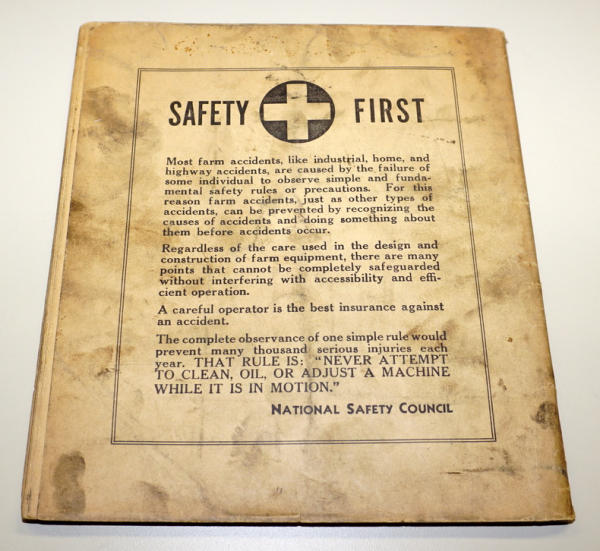 SAFETY FIRST
Most farm accidents, like industrial, home, and
highway accidents, are caused by the failure of
some individual to observe simple and funda-
mental safety rules or precautions. For this
reason farm accidents, just as other types of
accidents, can be prevented by recognizing the
causes of accidents and doing something about
them before accidents occur.
Regardless of the care used in the design and
construction of farm equipment, there are many
points that cannot be completely safeguarded
without interfering with accessibility and effi-
cient operation.
A careful operator is the best insurance against
an accident.
The complete observance of one simple rule would
prevent many thousand serious injuries each
year. THAT RULE IS: "NEVER ATTEMPT
TO CLEAN, OIL, OR ADJUST A MACHINE
WHILE IT IS IN MOTION."
NATIONAL SAFETY COUNCIL